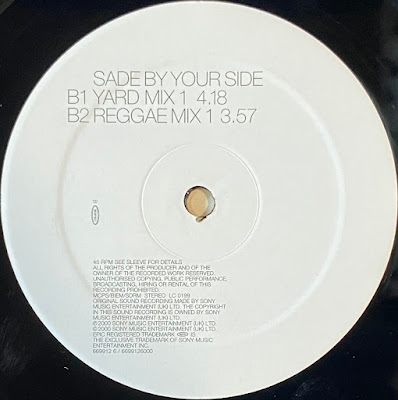 SADE BY YOUR SIDE
B1 YARD MIX 1 4.18
B2 REGGAE MIX 1 3.57
45 RPM SEE SLEEVE FOR DETAILS
ALL RIGHTS OF THE PRODUCER AND OF THE
OWNER OF THE RECORDED WORK RESERVED.
UNAUTHORISED COPYING, PUBLIC PERFORMANCE,
BROADCASTING, HIRING OR RENTAL OF THIS
RECORDING PROHIBITED.
MCPS/BIEM/SDRM STEREO LC 0199
ORIGINAL SOUND RECORDING MADE BY SONY
MUSIC ENTERTAINMENT (UK) LTD. THE COPYRIGHT
IN THIS SOUND RECORDING IS OWNED BY SONY
MUSIC ENTERTAINMENT (UK) LTD.
℗ 2000 SONY MUSIC ENTERTAINMENT (UK) LTD.
© 2000 SONY MUSIC ENTERTAINMENT (UK) LTD.
EPIC REGISTERED TRADEMARK IS
THE EXCLUSIVE TRADEMARK OF SONY MUSIC
ENTERTAINMENT INC.
669912 6 / 6699126000